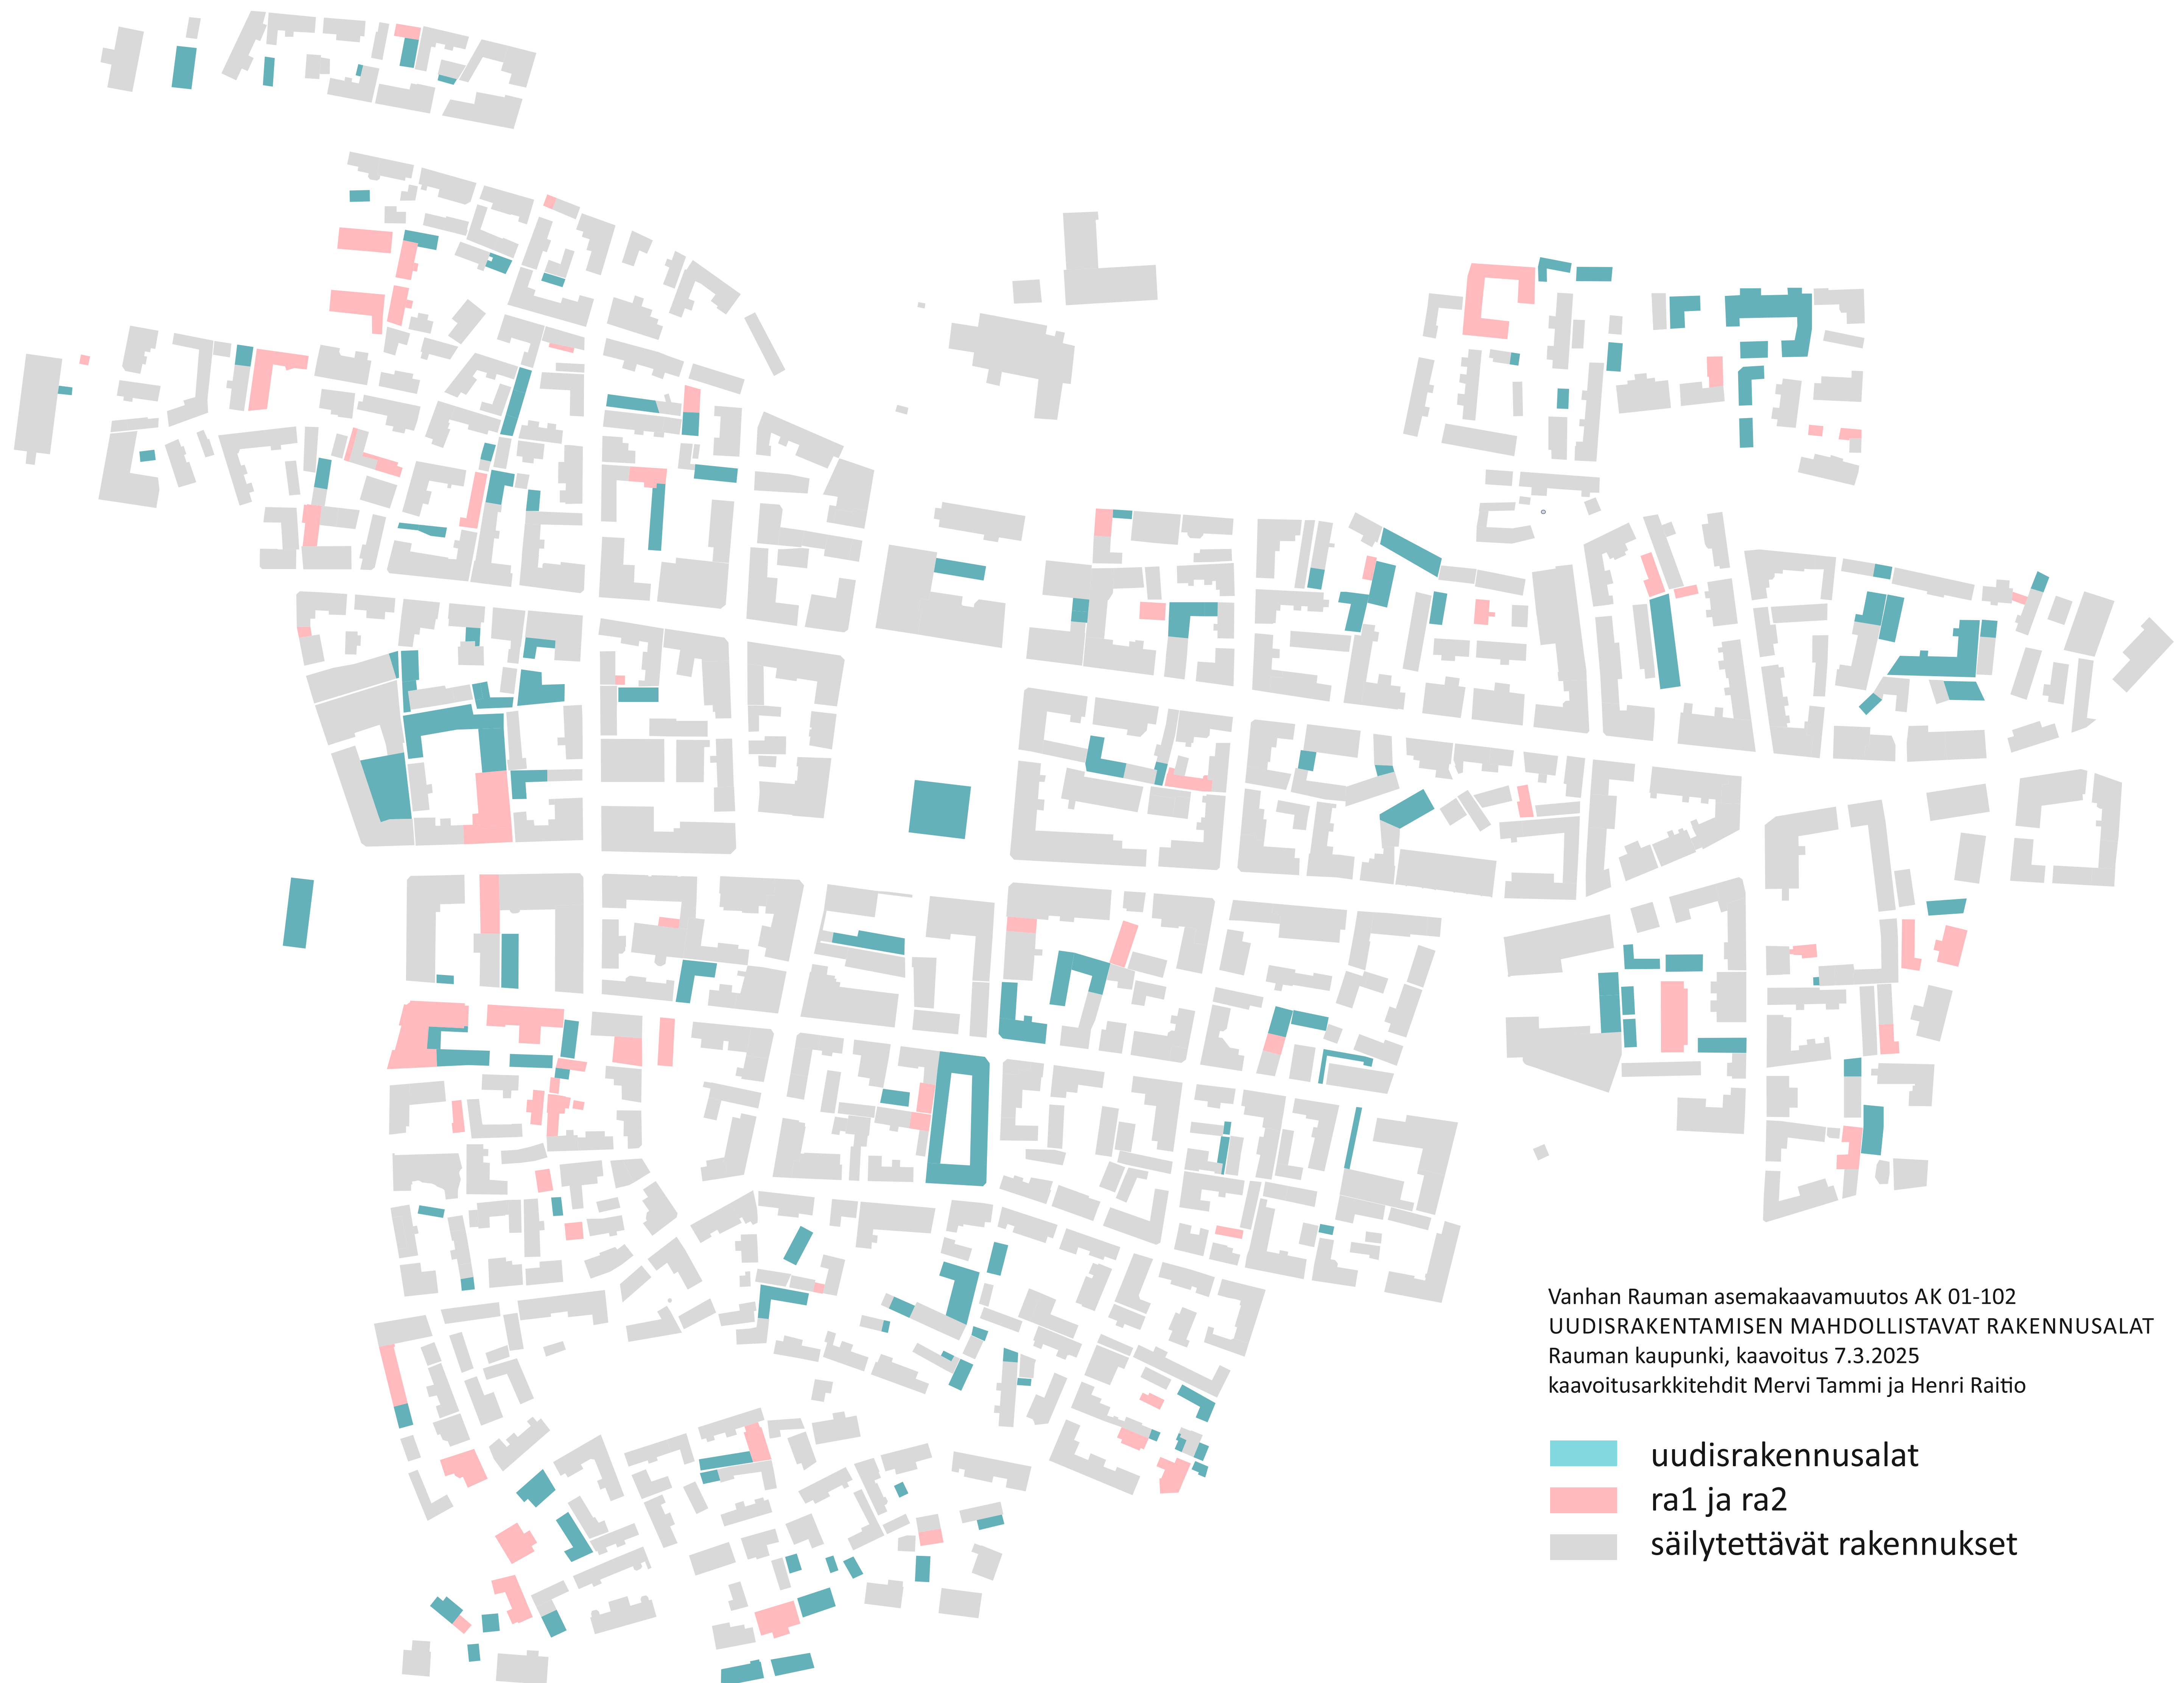 Vanhan Rauman asemakaavamuutos AK 01-102
UUDISRAKENTAMISEN MAHDOLLISTAVAT RAKENNUSALAT
Rauman kaupunki, kaavoitus 7.3.2025
kaavoitusarkkitehdit Mervi Tammi ja Henri Raitio
uudisrakennusalat
ra1 ja ra2
säilytettävät rakennukset